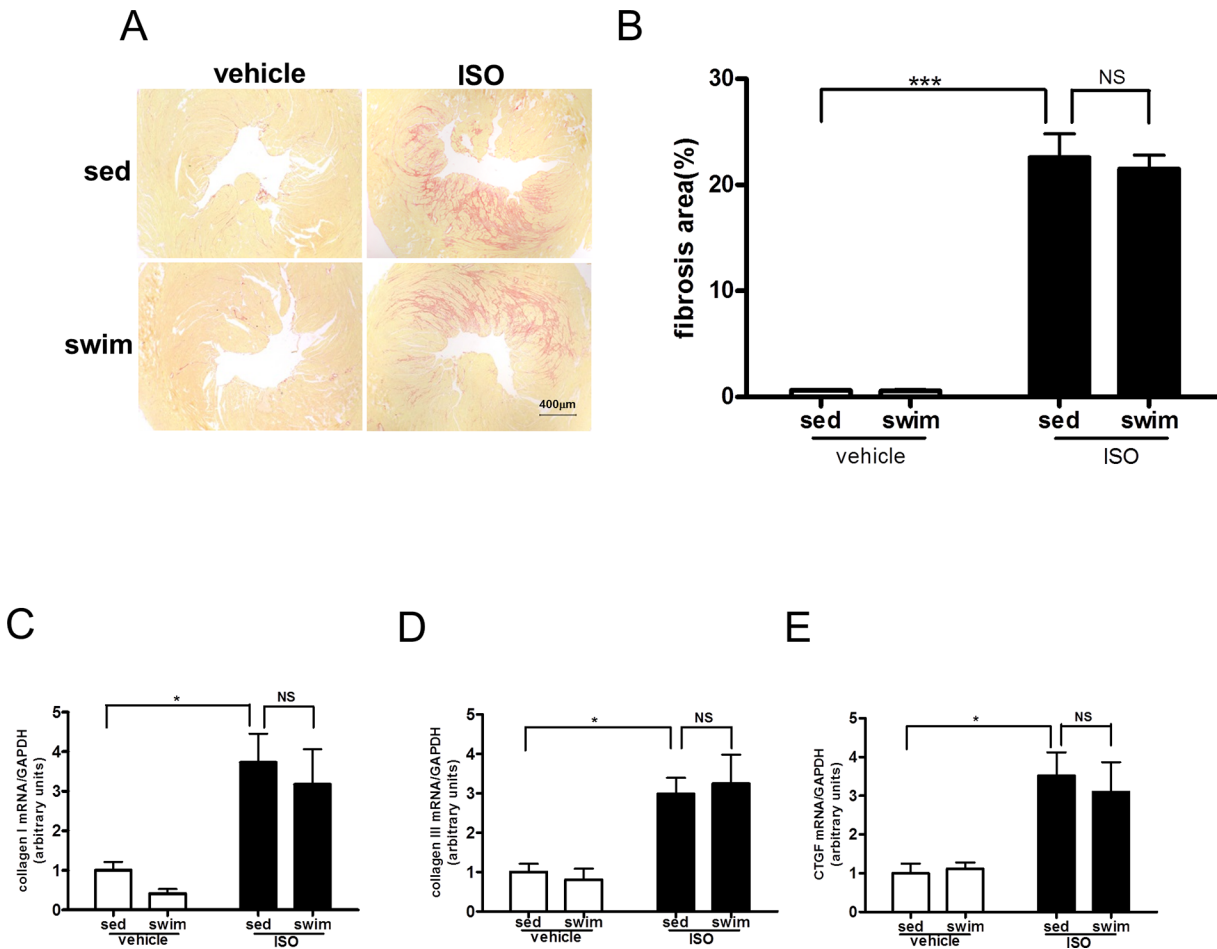 A
vehicle ISO
sed
swim
400μm
B
fibrosis area(%)
30
20
10
0
*** NS
sed swim sed swim
vehicle ISO
C
collagen I mRNA/GAPDH
(arbitrary units)
5
4
3
2
1
0
* NS
sed swim sed swim
vehicle ISO
D
collagen III mRNA/GAPDH
(arbitrary units)
5
4
3
2
1
0
* NS
sed swim sed swim
vehicle ISO
E
CTGF mRNA/GAPDH
(arbitrary units)
5
4
3
2
1
0
* NS
sed swim sed swim
vehicle ISO